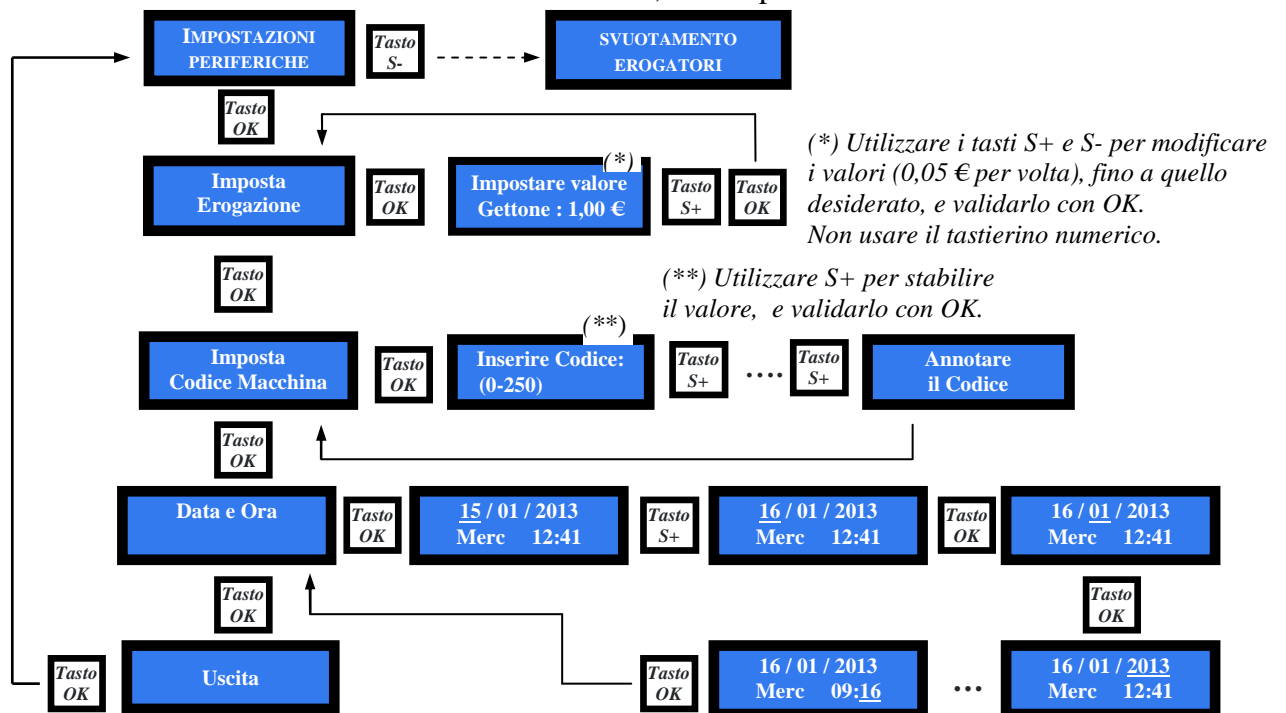 IMPOSTAZIONI
PERIFERICHE
Tasto
S-
SVUOTAMENTO
EROGATORI
Tasto
OK
Imposta
Erogazione
Tasto
OK
(*)
Impostare valore
Gettone : 1,00 €
Tasto
S+
Tasto
OK
(*) Utilizzare i tasti S+ e S- per modificare
i valori (0,05 € per volta), fino a quello
desiderato, e validarlo con OK.
Non usare il tastierino numerico.
Tasto
OK
(**) Utilizzare S+ per stabilire
il valore, e validarlo con OK.
Imposta
Codice Macchina
Tasto
OK
(**)
Inserire Codice:
(0-250)
Tasto
S+
....
Tasto
S+
Annotare
il Codice
Tasto
OK
Data e Ora
Tasto
OK
15 / 01 / 2013
Merc 12:41
Tasto
S+
16 / 01 / 2013
Merc 12:41
Tasto
OK
16 / 01 / 2013
Merc 12:41
Tasto
OK
Tasto
OK
Tasto
OK
Uscita
Tasto
OK
16 / 01 / 2013
Merc 09:16
...
16 / 01 / 2013
Merc 12:41